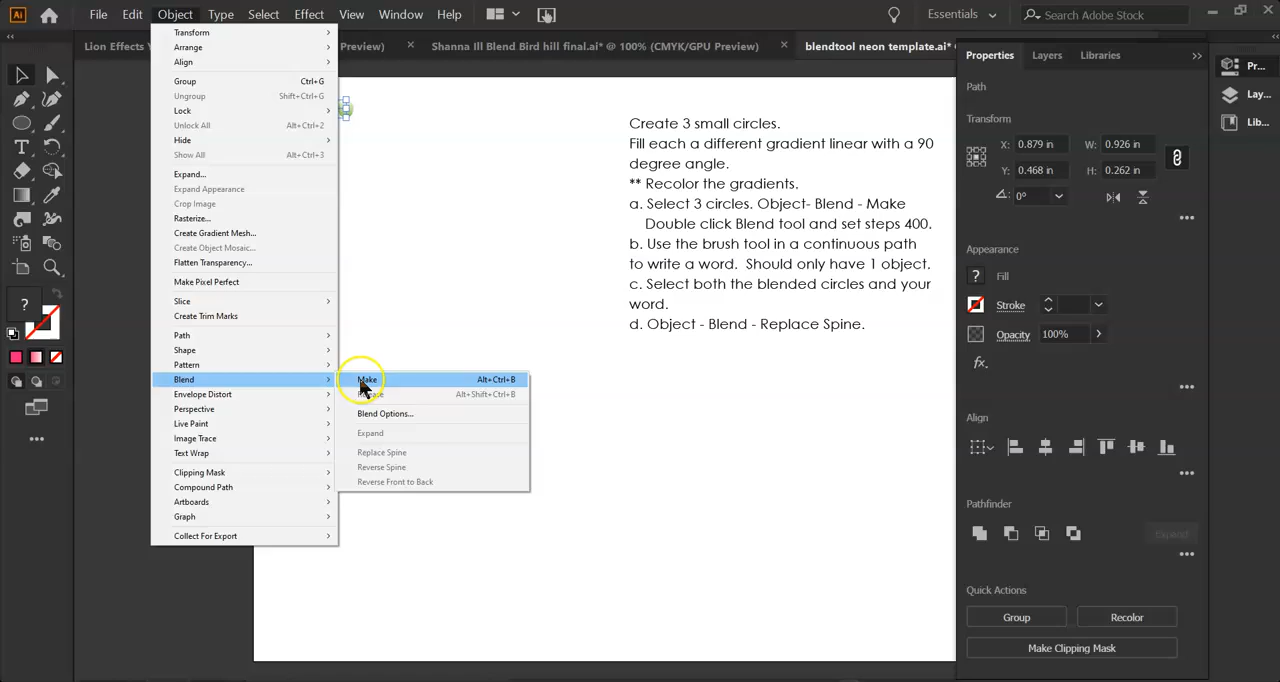 Ai File Edit Object Type Select Effect View Window Help Essentials Search Adobe Stock
Lion Effects
Preview)
Shanna Ill Blend Bird hill final.ai* @ 100% (CMYK/GPU Preview)
blendtool neon template.ai*
Transform
Arrange
Align
Group Ctrl+G
Ungroup Shift+Ctrl+G
Lock
Unlock All Alt+Ctrl+2
Hide
Show All Alt+Ctrl+3
Expand...
Expand Appearance
Crop Image
Rasterize...
Create Gradient Mesh...
Create Object Mosaic...
Flatten Transparency...
Make Pixel Perfect
Slice
Create Trim Marks
Path
Shape
Pattern
Blend
Envelope Distort
Perspective
Live Paint
Image Trace
Text Wrap
Clipping Mask
Compound Path
Artboards
Graph
Collect For Export
Make Alt+Ctrl+B
Alt+Shift+Ctrl+B
Blend Options...
Expand
Replace Spine
Reverse Spine
Reverse Front to Back
Create 3 small circles.
Fill each a different gradient linear with a 90
degree angle.
** Recolor the gradients.
a. Select 3 circles. Object- Blend - Make
Double click Blend tool and set steps 400.
b. Use the brush tool in a continuous path
to write a word. Should only have 1 object.
c. Select both the blended circles and your
word.
d. Object - Blend - Replace Spine.
Properties Layers Libraries
Path
Transform
X: 0.879 in W: 0.926 in
Y: 0.468 in H: 0.262 in
0°
Appearance
? Fill
Stroke
Opacity 100%
fx.
Align
Pathfinder
Expand
Quick Actions
Group Recolor
Make Clipping Mask
Pr...
Lay...
Lib...
?